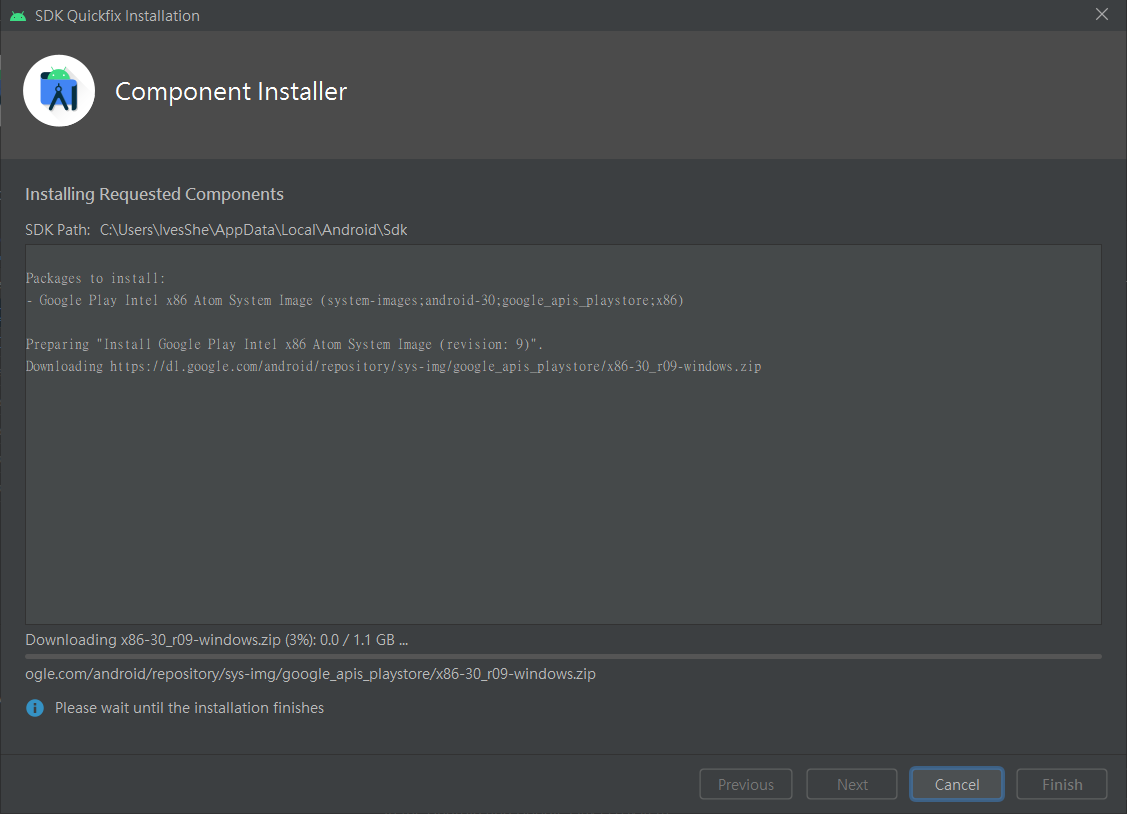 SDK Quickfix Installation
Component Installer
Installing Requested Components
SDK Path: C:\Users\IvesShe\AppData\Local\Android\Sdk
Packages to install:
- Google Play Intel x86 Atom System Image (system-images;android-30;google_apis_playstore;x86)
Preparing "Install Google Play Intel x86 Atom System Image (revision: 9)".
Downloading https://dl.google.com/android/repository/sys-img/google_apis_playstore/x86-30_r09-windows.zip
Downloading x86-30_r09-windows.zip (3%): 0.0 / 1.1 GB ...
ogle.com/android/repository/sys-img/google_apis_playstore/x86-30_r09-windows.zip
Please wait until the installation finishes
Previous Next Cancel Finish